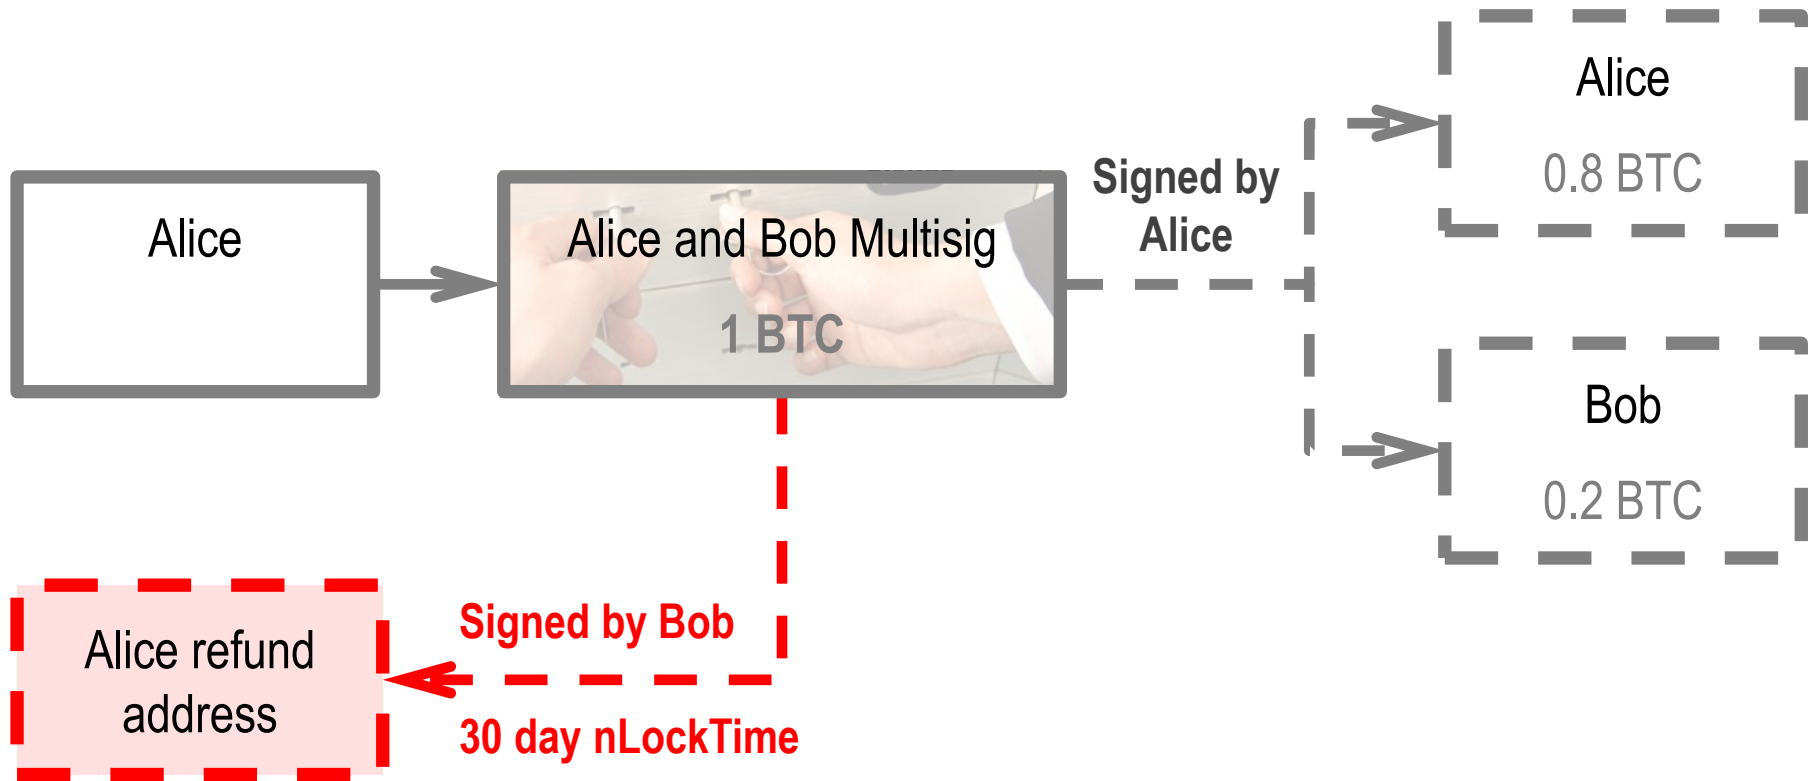 Alice
0.8 BTC
Signed by
Alice
Alice
Alice and Bob Multisig
1 BTC
Bob
0.2 BTC
Signed by Bob
Alice refund
address
30 day nLockTime